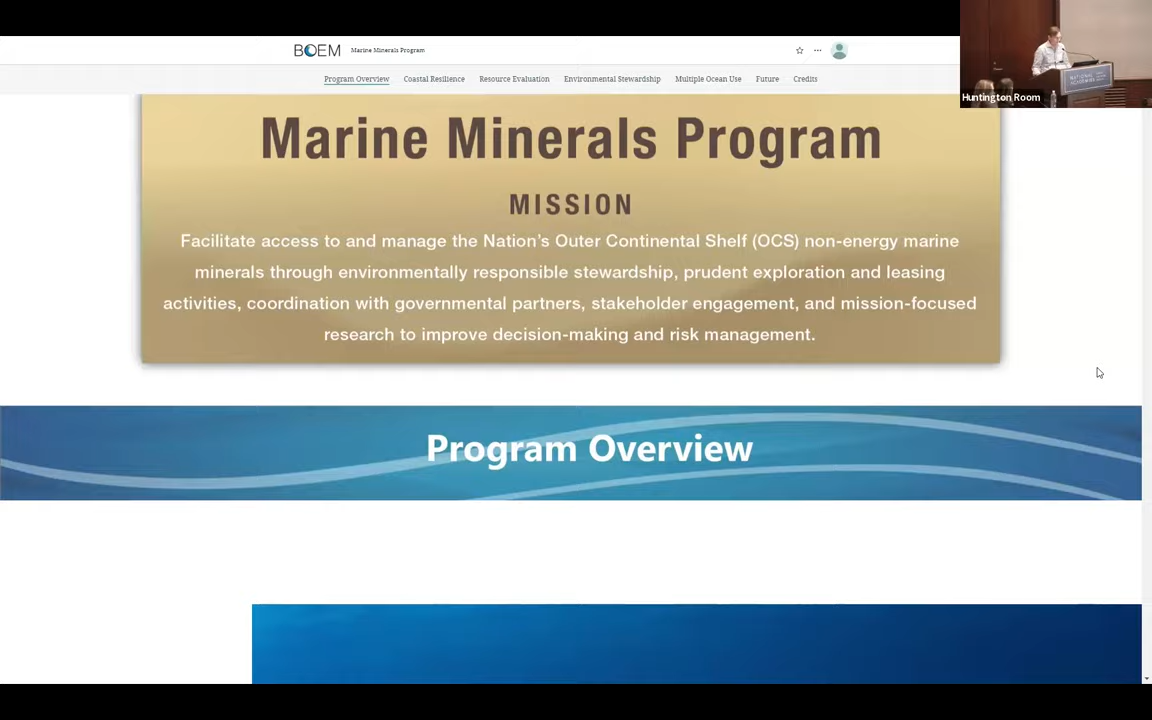 BOEM Marine Minerals Program
Program Overview Coastal Resilience Resource Evaluation Environmental Stewardship Multiple Ocean Use Future Credits
Huntington Room
NATIONAL
ACADEMIES
Marine Minerals Program
MISSION
Facilitate access to and manage the Nation's Outer Continental Shelf (OCS) non-energy marine
minerals through environmentally responsible stewardship, prudent exploration and leasing
activities, coordination with governmental partners, stakeholder engagement, and mission-focused
research to improve decision-making and risk management.
Program Overview